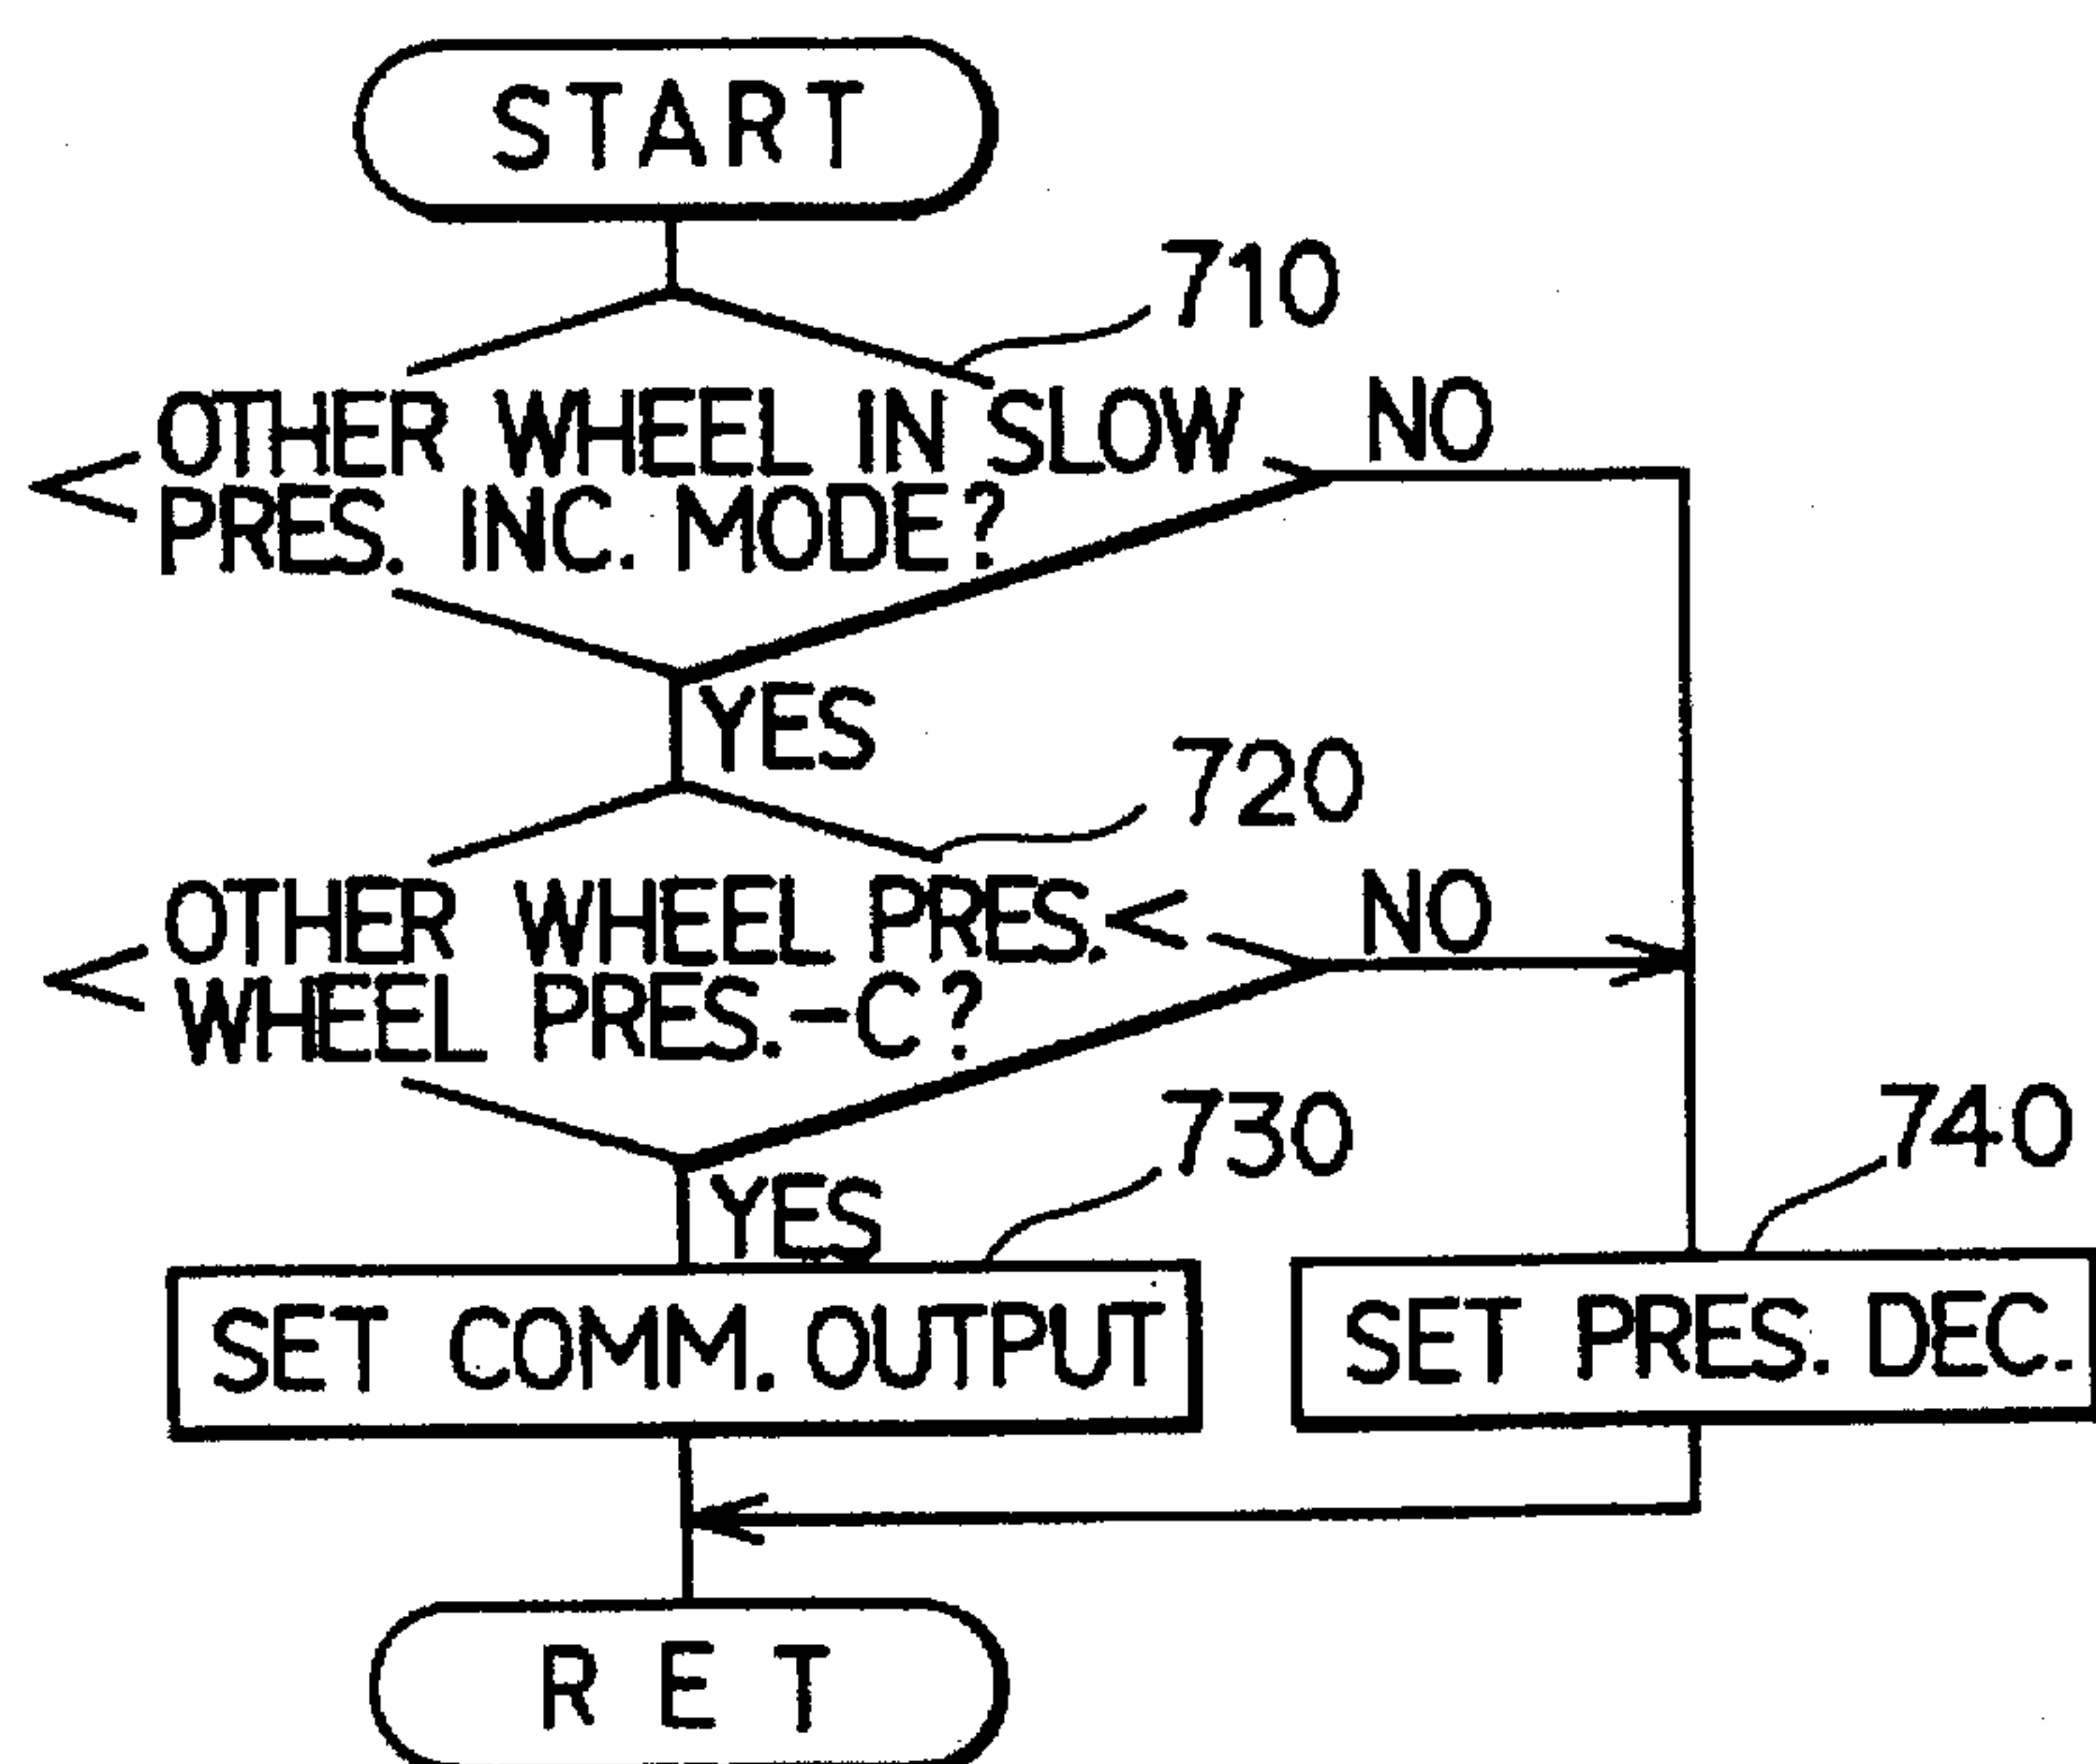 START
710
OTHER WHEEL IN SLOW
PRES. INC. MODE?
NO
YES
720
OTHER WHEEL PRES.<
WHEEL PRES.-C?
NO
YES
730
740
SET COMM. OUTPUT
SET PRES. DEC.
RET